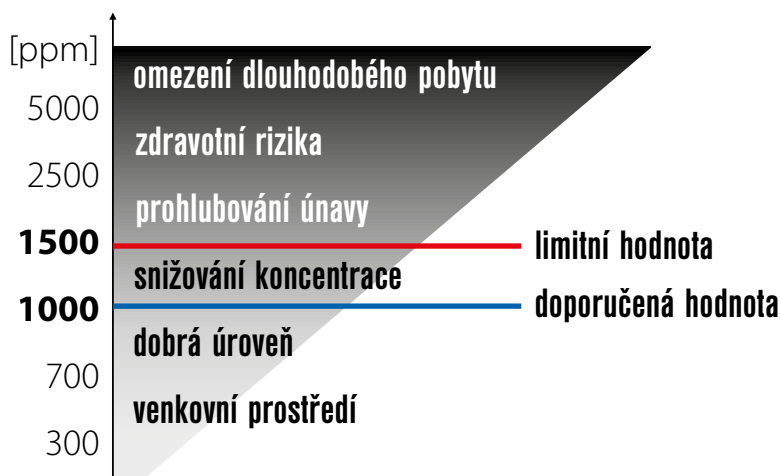 [ppm]
omezení dlouhodobého pobytu
5000
zdravotní rizika
2500
prohlubování únavy
1500
limitní hodnota
snižování koncentrace
1000
doporučená hodnota
dobrá úroveň
700
venkovní prostředí
300